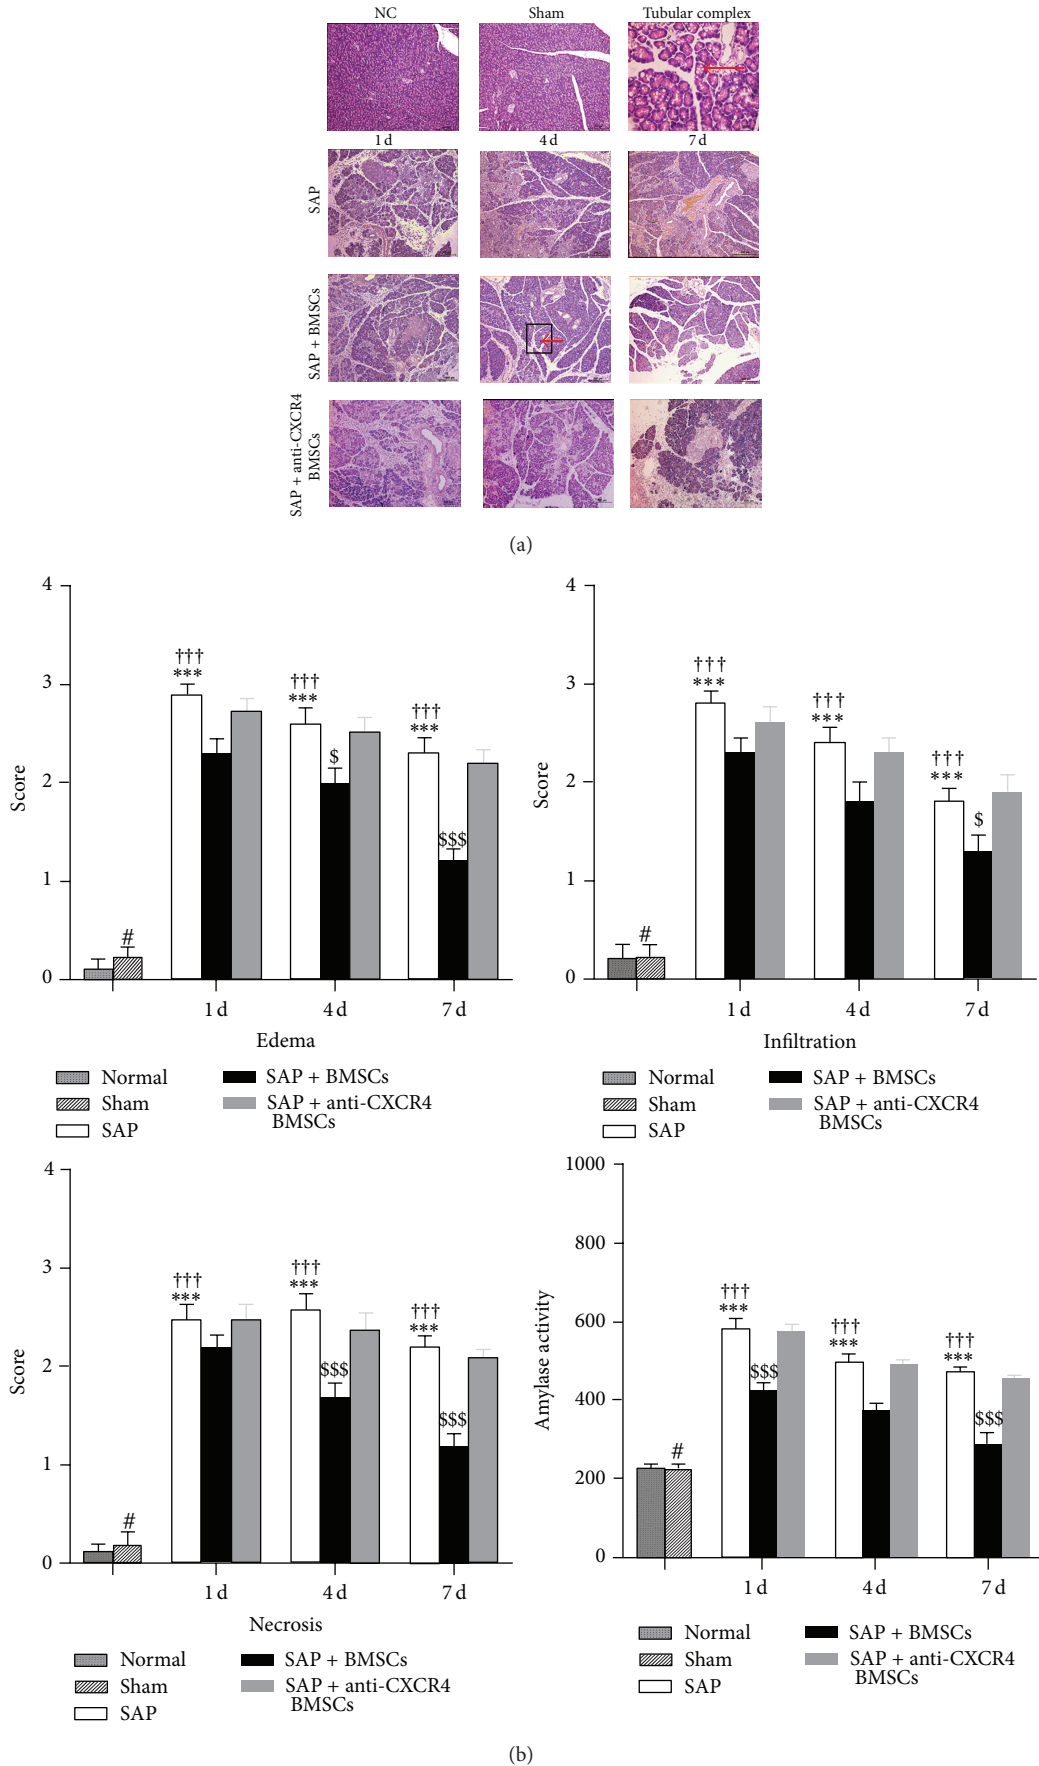 NC Sham Tubular complex
1 d 4 d 7 d
SAP
SAP + BMSCs
SAP + anti-CXCR4
BMSCs
(a)
4
3
2
1
0
Score
†††
***
†††
***
†††
***
$
$$$
#
1 d 4 d 7 d
Edema
Normal
Sham
SAP
SAP + BMSCs
SAP + anti-CXCR4
BMSCs
4
3
2
1
0
Score
†††
***
†††
***
†††
***
$
#
1 d 4 d 7 d
Infiltration
Normal
Sham
SAP
SAP + BMSCs
SAP + anti-CXCR4
BMSCs
4
3
2
1
0
Score
†††
***
†††
***
†††
***
$$$
$$$
#
1 d 4 d 7 d
Necrosis
Normal
Sham
SAP
SAP + BMSCs
SAP + anti-CXCR4
BMSCs
1000
800
600
400
200
0
Amylase activity
†††
***
†††
***
†††
***
$$$
$$$
#
1 d 4 d 7 d
Normal
Sham
SAP
SAP + BMSCs
SAP + anti-CXCR4
BMSCs
(b)